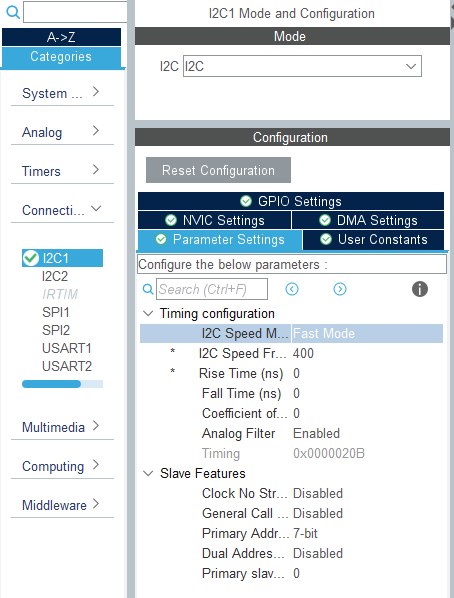 I2C1 Mode and Configuration
A->Z
Categories
System ...
Analog
Timers
Connecti...
I2C1
I2C2
IRTIM
SPI1
SPI2
USART1
USART2
Multimedia
Computing
Middleware
Mode
I2C I2C
Configuration
Reset Configuration
GPIO Settings
NVIC Settings DMA Settings
Parameter Settings User Constants
Configure the below parameters :
Search (Ctrl+F)
Timing configuration
I2C Speed M... Fast Mode
* I2C Speed Fr... 400
* Rise Time (ns) 0
Fall Time (ns) 0
Coefficient of... 0
Analog Filter Enabled
Timing 0x0000020B
Slave Features
Clock No Str... Disabled
General Call ... Disabled
Primary Addr... 7-bit
Dual Addres... Disabled
Primary slav... 0